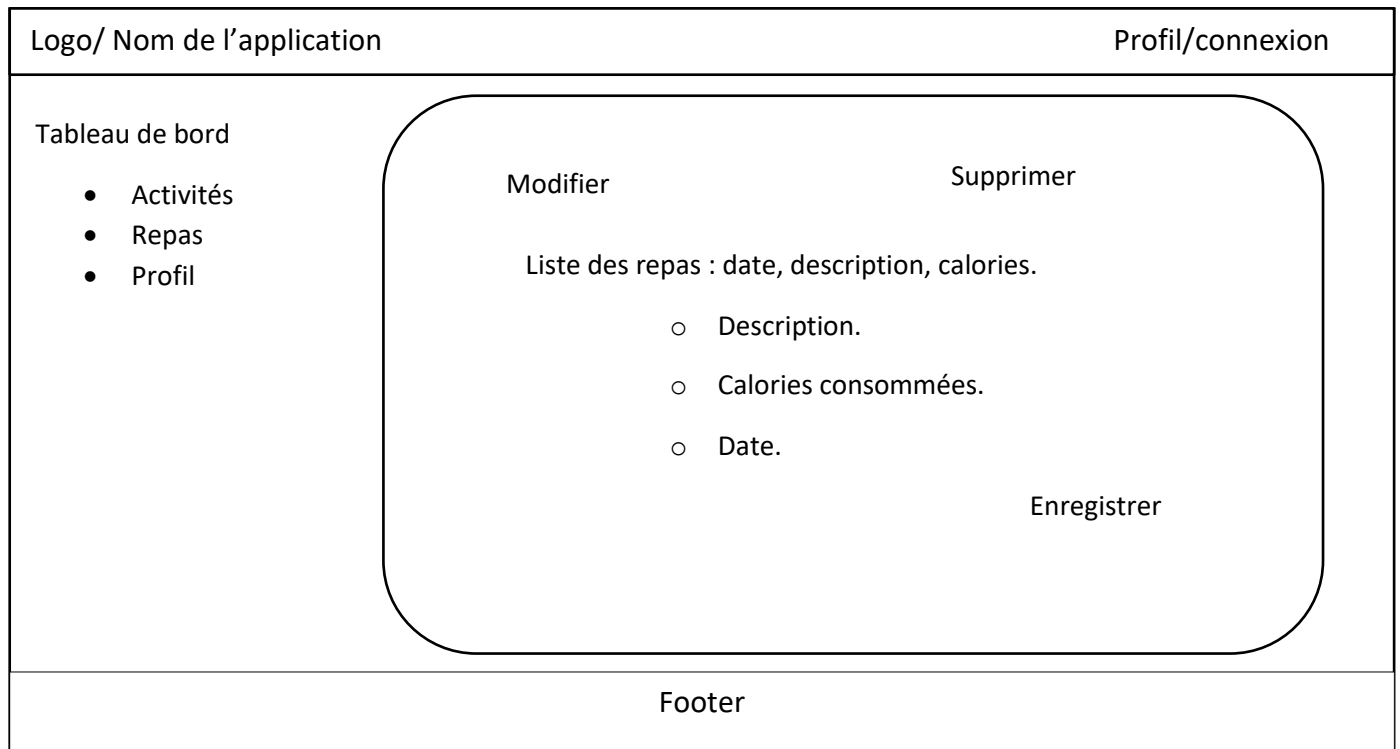 Logo/ Nom de l’application
Profil/connexion
Tableau de bord
• Activités
• Repas
• Profil
Modifier
Supprimer
Liste des repas : date, description, calories.
o Description.
o Calories consommées.
o Date.
Enregistrer
Footer